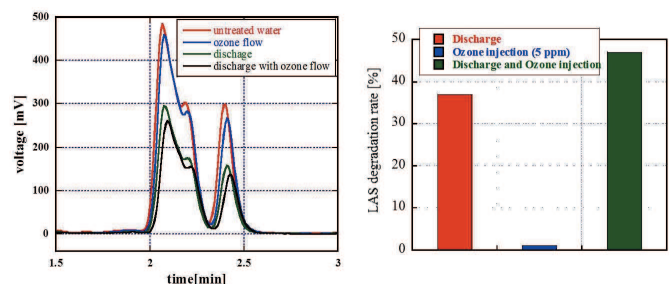 500
400
300
200
100
0
voltage [mV]
untreated water
ozone flow
dischage
discharge with ozone flow
1.5
2
2.5
3
time[min]
50
40
30
20
10
0
LAS degradation rate [%]
Discharge
Ozone injection (5 ppm)
Discharge and Ozone injection